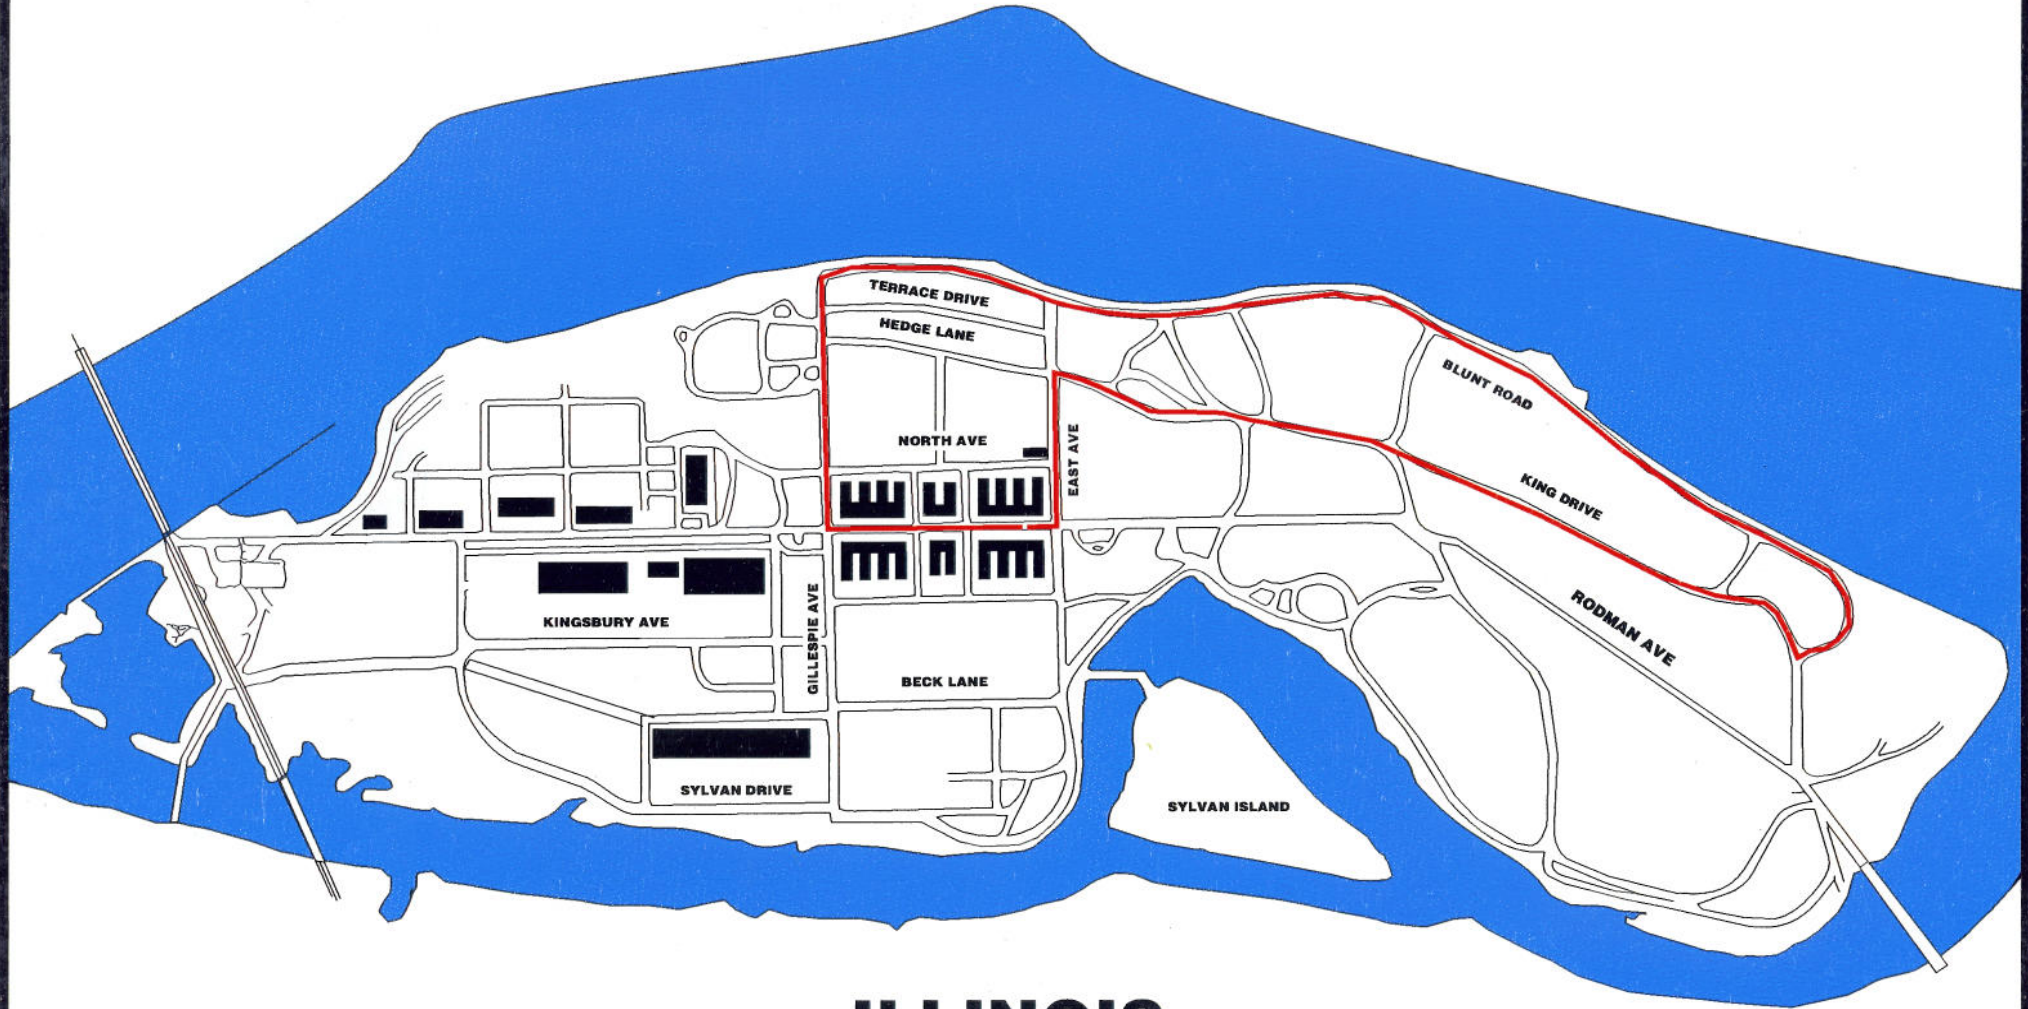 TERRACE DRIVE
HEDGE LANE
BLUNT ROAD
NORTH AVE
EAST AVE
KING DRIVE
GILLESPIE AVE
KINGSBURY AVE
RODMAN AVE
BECK LANE
SYLVAN DRIVE
SYLVAN ISLAND
ILLINOIS